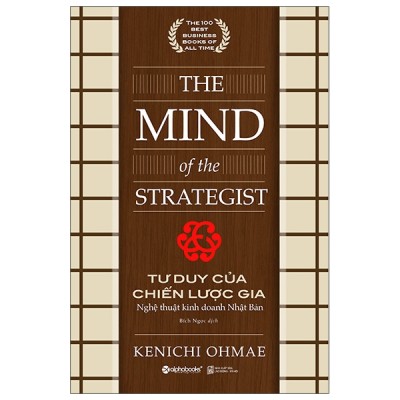 THE 100
BEST
BUSINESS
BOOKS OF
ALL TIME
THE
MIND
of the
STRATEGIST
TƯ DUY CỦA
CHIẾN LƯỢC GIA
Nghệ thuật kinh doanh Nhật Bản
Bích Ngọc dịch
KENICHI OHMAE
alphabooks